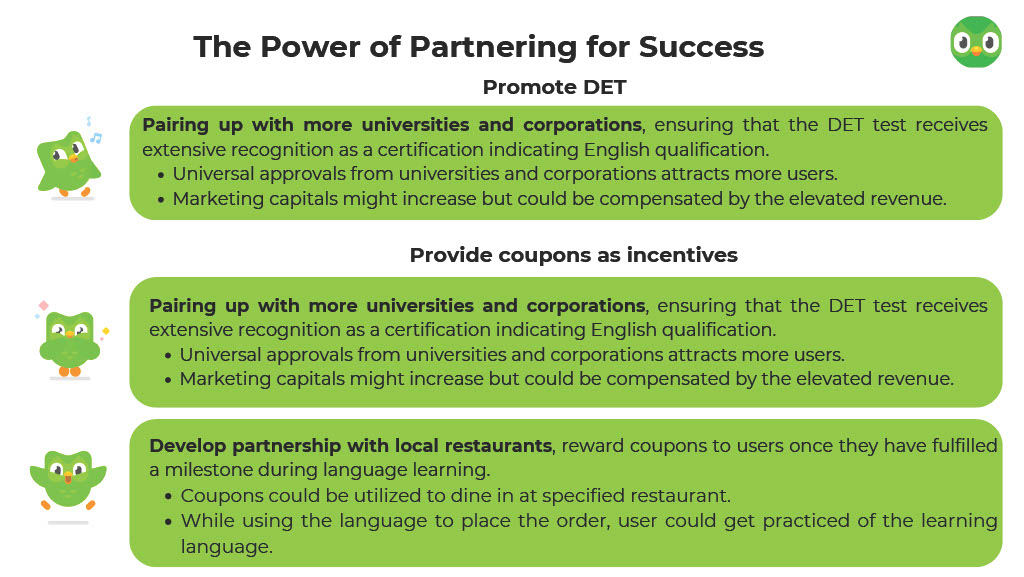 The Power of Partnering for Success
Promote DET
Pairing up with more universities and corporations, ensuring that the DET test receives
extensive recognition as a certification indicating English qualification.
• Universal approvals from universities and corporations attracts more users.
• Marketing capitals might increase but could be compensated by the elevated revenue.
Provide coupons as incentives
Pairing up with more universities and corporations, ensuring that the DET test receives
extensive recognition as a certification indicating English qualification.
• Universal approvals from universities and corporations attracts more users.
• Marketing capitals might increase but could be compensated by the elevated revenue.
Develop partnership with local restaurants, reward coupons to users once they have fulfilled
a milestone during language learning.
• Coupons could be utilized to dine in at specified restaurant.
• While using the language to place the order, user could get practiced of the learning
language.